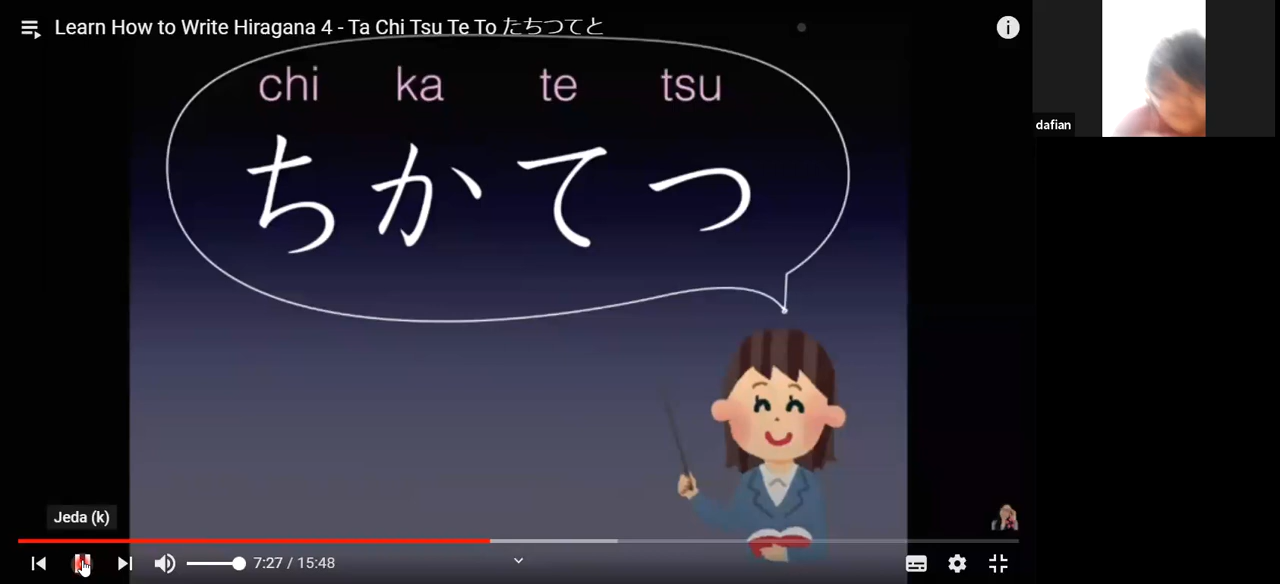 Learn How to Write Hiragana 4 - Ta Chi Tsu Te To たちつてと
chi ka te tsu
ちかてつ
dafian
Jeda (k)
7:27 / 15:48